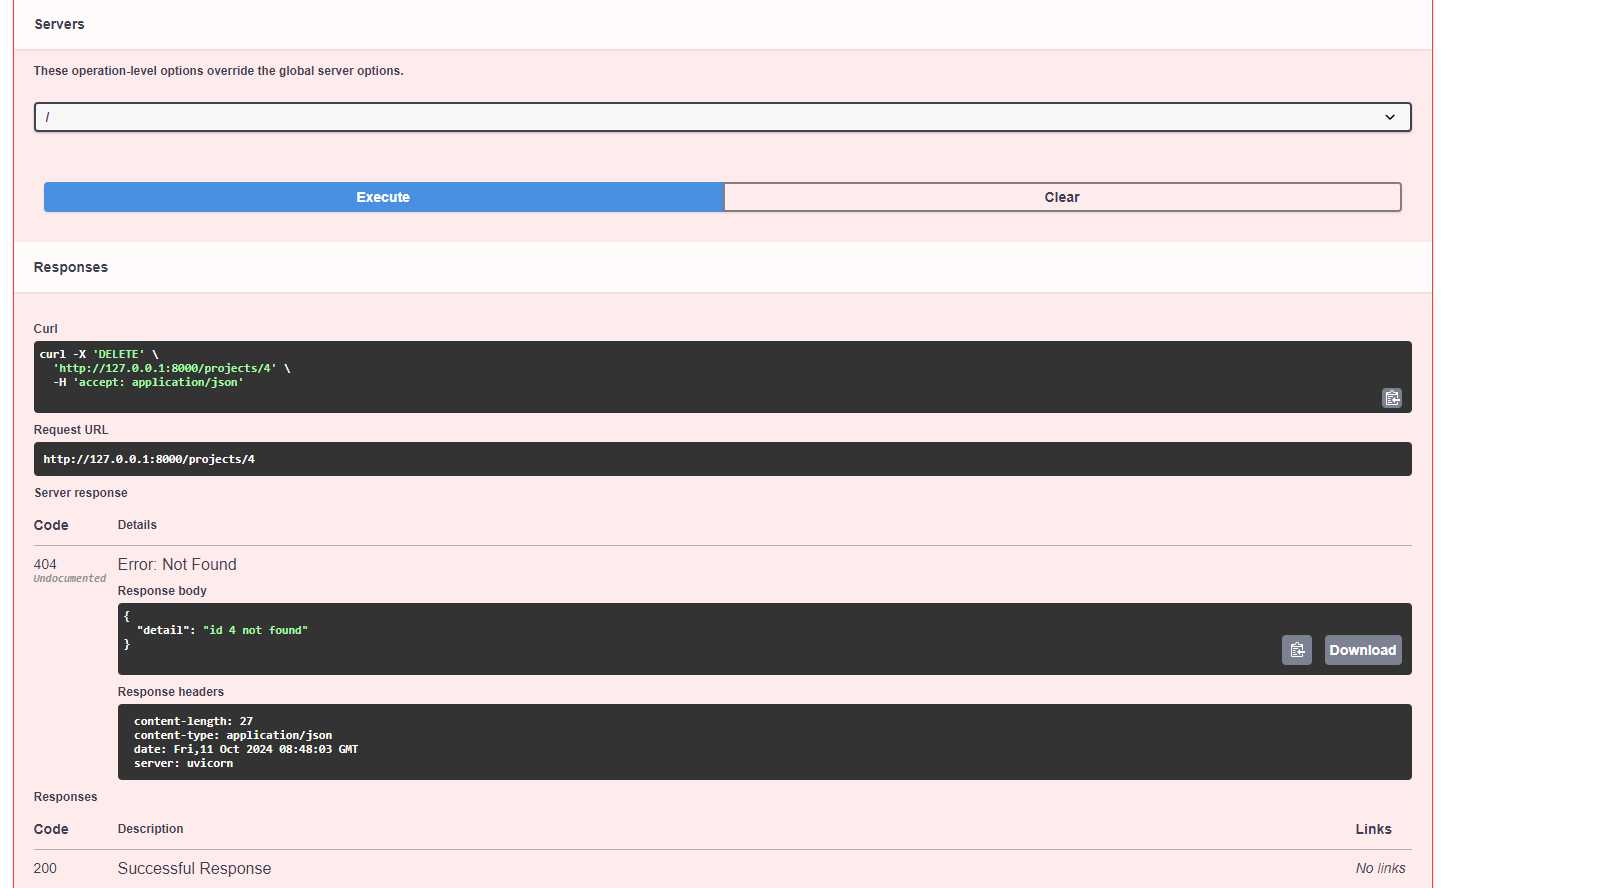 Servers
These operation-level options override the global server options.
/
Execute
Clear
Responses
Curl
curl -X 'DELETE' \
  'http://127.0.0.1:8000/projects/4' \
  -H 'accept: application/json'
Request URL
http://127.0.0.1:8000/projects/4
Server response
Code Details
404 Error: Not Found
Undocumented
Response body
{
  "detail": "id 4 not found"
}
Download
Response headers
content-length: 27
content-type: application/json
date: Fri,11 Oct 2024 08:48:03 GMT
server: uvicorn
Responses
Code Description Links
200 Successful Response No links